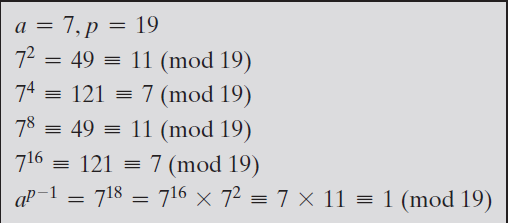 a = 7, p = 19
7² = 49 ≡ 11 (mod 19)
7⁴ ≡ 121 ≡ 7 (mod 19)
7⁸ ≡ 49 ≡ 11 (mod 19)
7¹⁶ ≡ 121 ≡ 7 (mod 19)
aᵖ⁻¹ = 7¹⁸ = 7¹⁶ × 7² ≡ 7 × 11 ≡ 1 (mod 19)